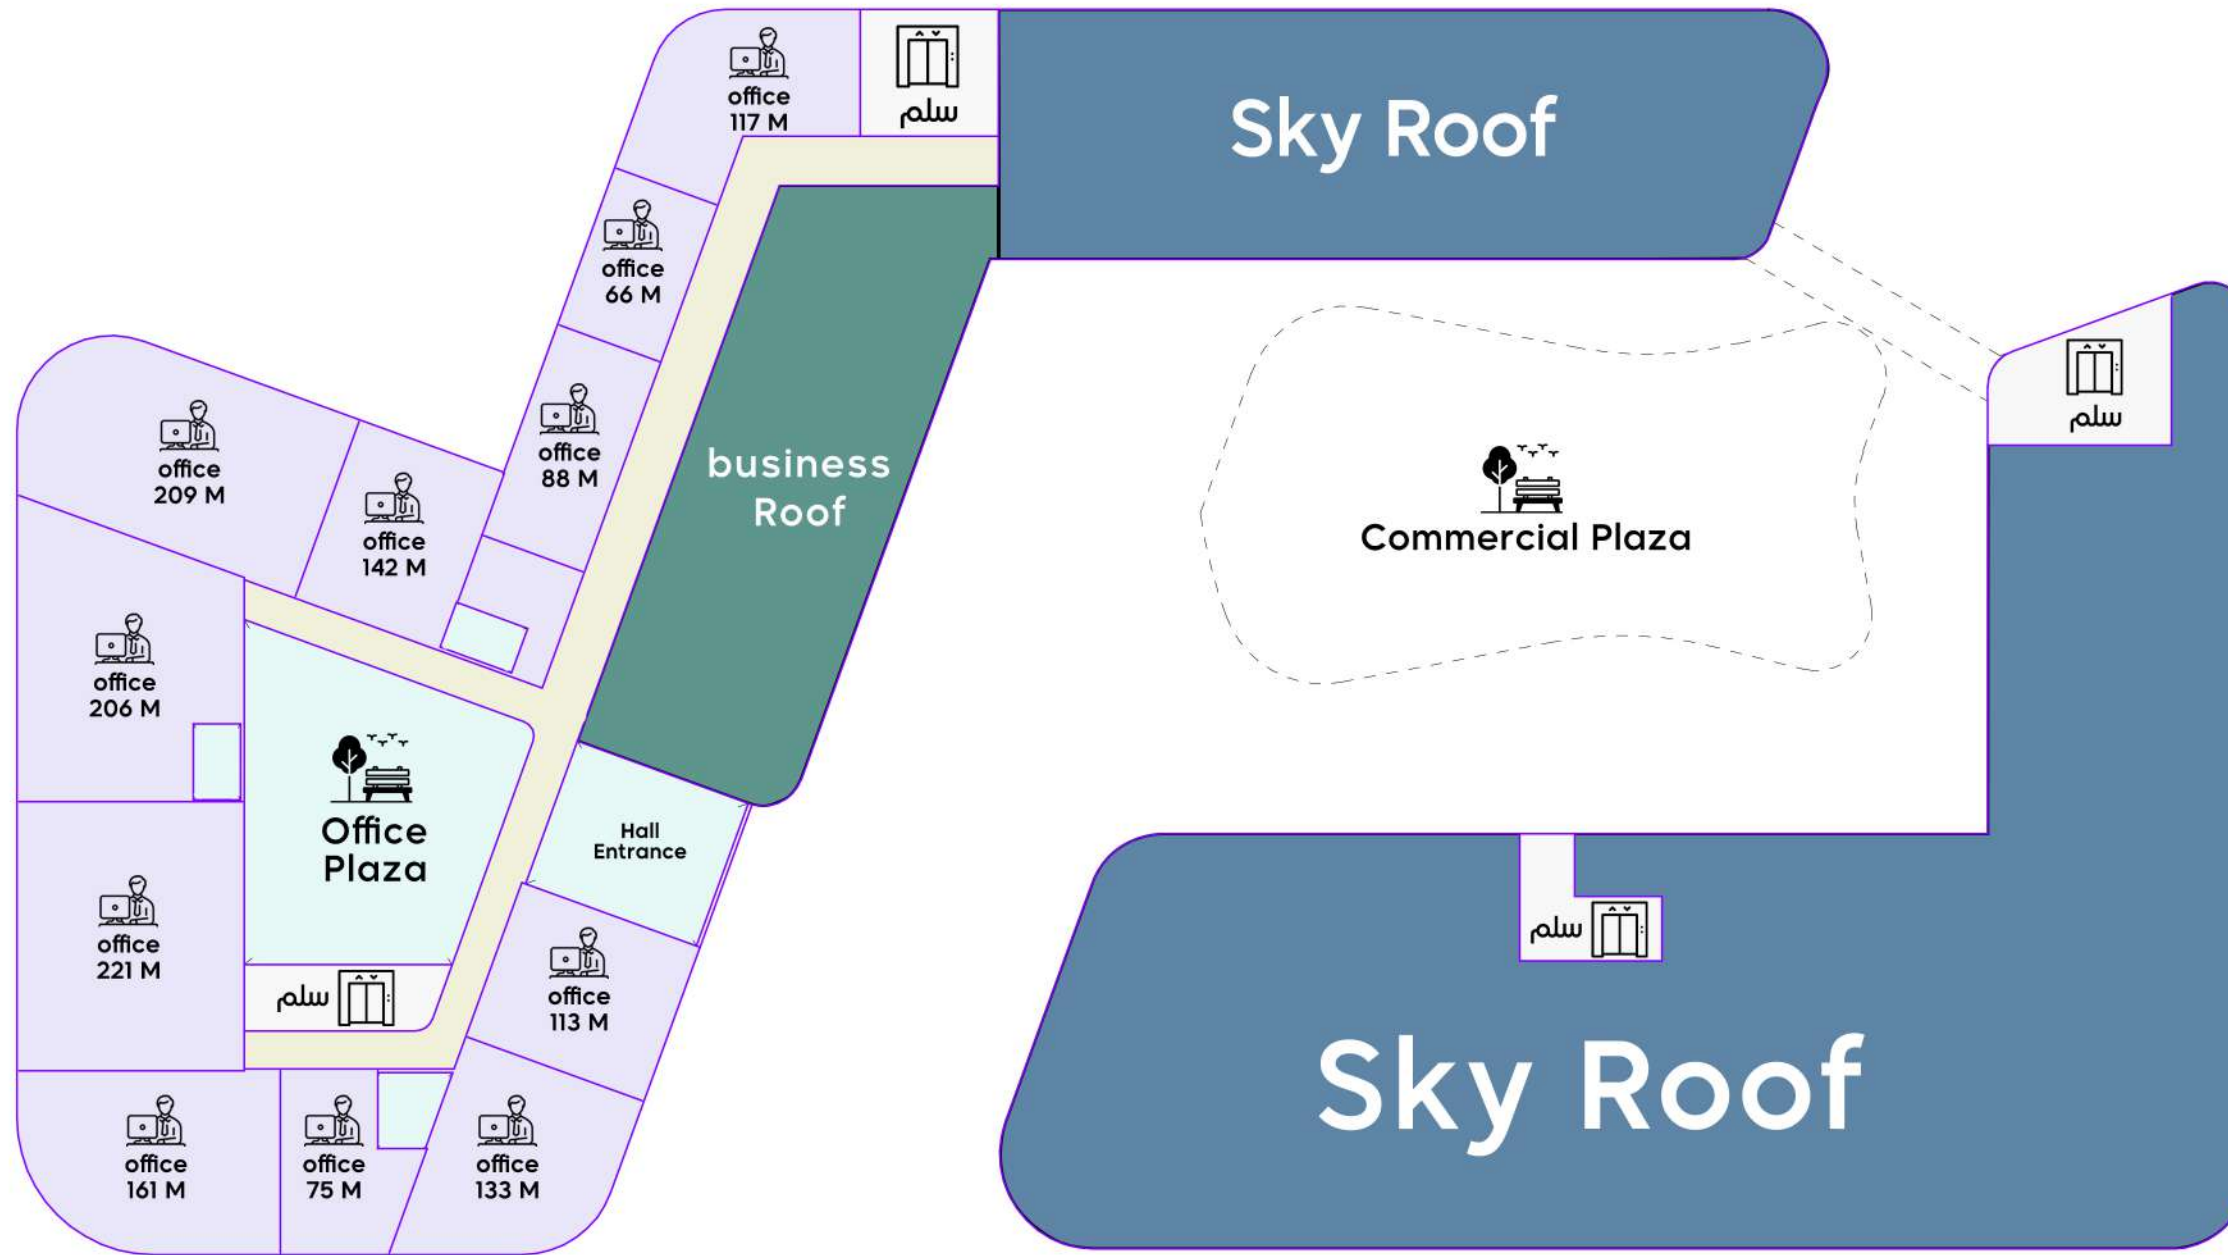 office
117 M
سلم
Sky Roof
office
66 M
office
88 M
business
Roof
سلم
office
209 M
office
142 M
Commercial Plaza
office
206 M
Office
Plaza
Hall
Entrance
office
221 M
سلم
office
113 M
سلم
Sky Roof
office
161 M
office
75 M
office
133 M